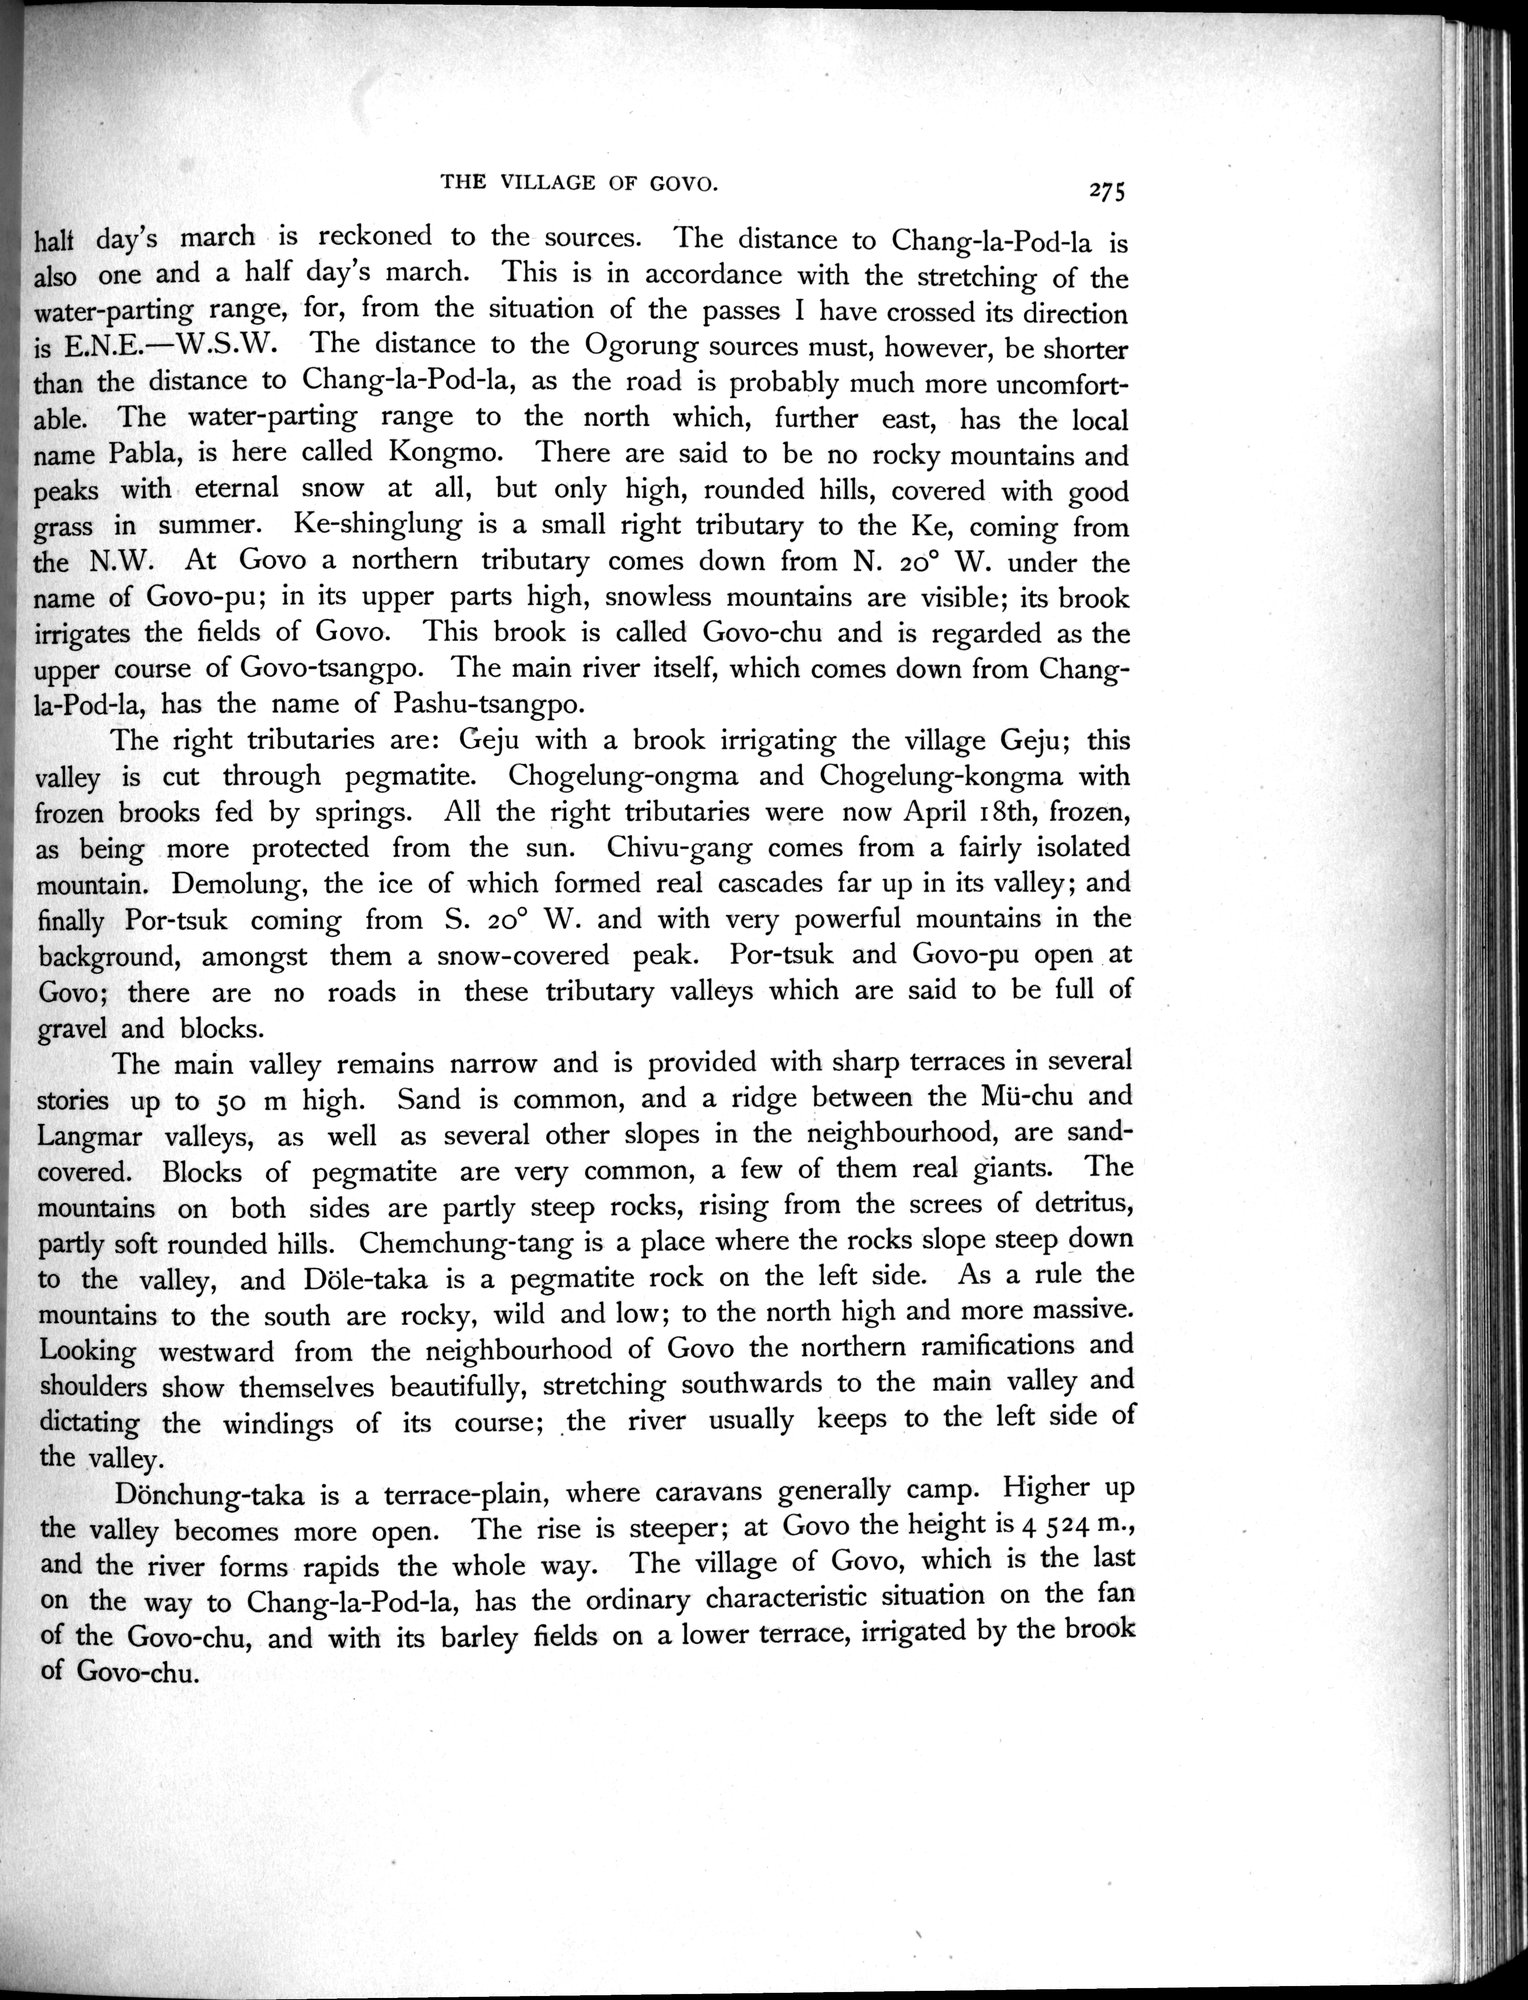 THE VILLAGE OF GOVO. 275
half day's march is reckoned to the sources. The distance to Chang-la-Pod-la is
also one and a half day's march. This is in accordance with the stretching of the
water-parting range, for, from the situation of the passes I have crossed its direction
is E.N.E.—W.S.W. The distance to the Ogorung sources must, however, be shorter
than the distance to Chang-la-Pod-la, as the road is probably much more uncomfort-
able. The water-parting range to the north which, further east, has the local
name Pabla, is here called Kongmo. There are said to be no rocky mountains and
peaks with eternal snow at all, but only high, rounded hills, covered with good
grass in summer. Ke-shinglung is a small right tributary to the Ke, coming from
the N.W. At Govo a northern tributary comes down from N. 20° W. under the
name of Govo-pu; in its upper parts high, snowless mountains are visible; its brook
irrigates the fields of Govo. This brook is called Govo-chu and is regarded as the
upper course of Govo-tsangpo. The main river itself, which comes down from Chang-
la-Pod-la, has the name of Pashu-tsangpo.
The right tributaries are: Geju with a brook irrigating the village Geju; this
valley is cut through pegmatite. Chogelung-ongma and Chogelung-kongma with
frozen brooks fed by springs. All the right tributaries were now April 18th, frozen,
as being more protected from the sun. Chivu-gang comes from a fairly isolated
mountain. Demolung, the ice of which formed real cascades far up in its valley; and
finally Por-tsuk coming from S. 20° W. and with very powerful mountains in the
background, amongst them a snow-covered peak. Por-tsuk and Govo-pu open at
Govo; there are no roads in these tributary valleys which are said to be full of
gravel and blocks.
The main valley remains narrow and is provided with sharp terraces in several
stories up to 50 m high. Sand is common, and a ridge between the Mü-chu and
Langmar valleys, as well as several other slopes in the neighbourhood, are sand-
covered. Blocks of pegmatite are very common, a few of them real giants. The
mountains on both sides are partly steep rocks, rising from the screes of detritus,
partly soft rounded hills. Chemchung-tang is a place where the rocks slope steep down
to the valley, and Döle-taka is a pegmatite rock on the left side. As a rule the
mountains to the south are rocky, wild and low; to the north high and more massive.
Looking westward from the neighbourhood of Govo the northern ramifications and
shoulders show themselves beautifully, stretching southwards to the main valley and
dictating the windings of its course; the river usually keeps to the left side of
the valley.
Dönchung-taka is a terrace-plain, where caravans generally camp. Higher up
the valley becomes more open. The rise is steeper; at Govo the height is 4 524 m.,
and the river forms rapids the whole way. The village of Govo, which is the last
on the way to Chang-la-Pod-la, has the ordinary characteristic situation on the fan
of the Govo-chu, and with its barley fields on a lower terrace, irrigated by the brook
of Govo-chu.